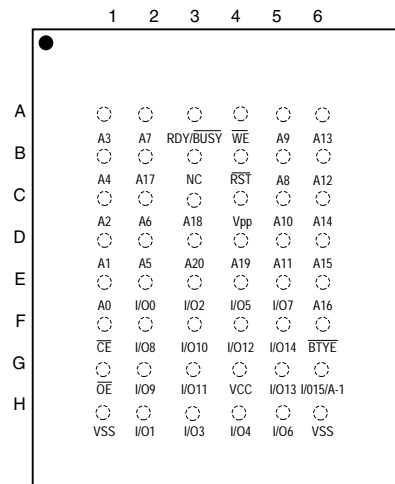 1 2 3 4 5 6
A
A3 A7 RDY/BUSY WE A9 A13
B
A4 A17 NC RST A8 A12
C
A2 A6 A18 Vpp A10 A14
D
A1 A5 A20 A19 A11 A15
E
A0 I/O0 I/O2 I/O5 I/O7 A16
F
CE I/O8 I/O10 I/O12 I/O14 BTYE
G
OE I/O9 I/O11 VCC I/O13 I/015/A-1
H
VSS I/O1 I/O3 I/O4 I/O6 VSS